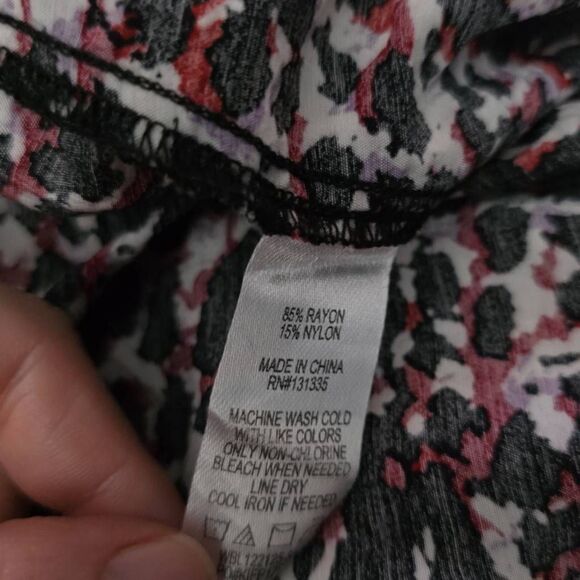 85% RAYON
15% NYLON
MADE IN CHINA
RN#131335
MACHINE WASH COLD
WITH LIKE COLORS
ONLY NON-CHLORINE
BLEACH WHEN NEEDED
LINE DRY
COOL IRON IF NEEDED